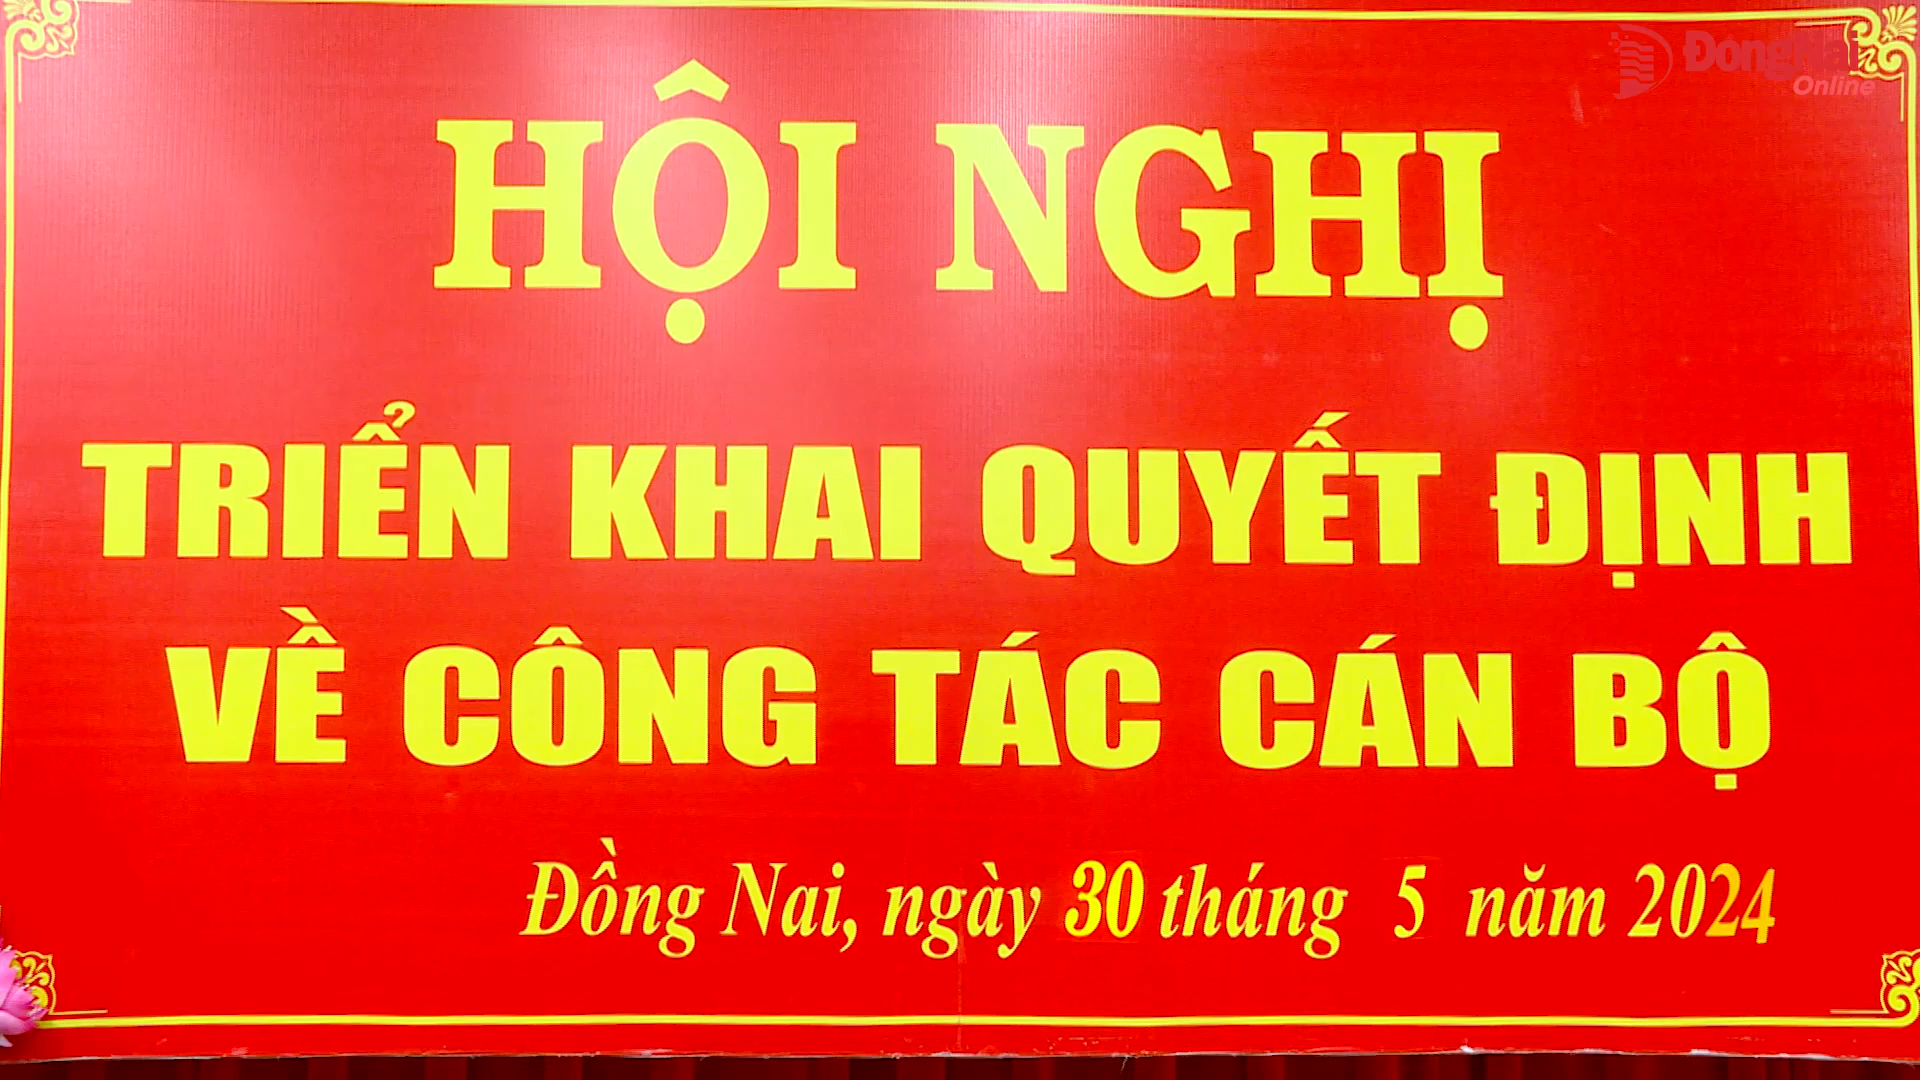 ĐồngNai
Online
HỘI NGHỊ
TRIỂN KHAI QUYẾT ĐỊNH
VỀ CÔNG TÁC CÁN BỘ
Đồng Nai, ngày 30 tháng 5 năm 2024